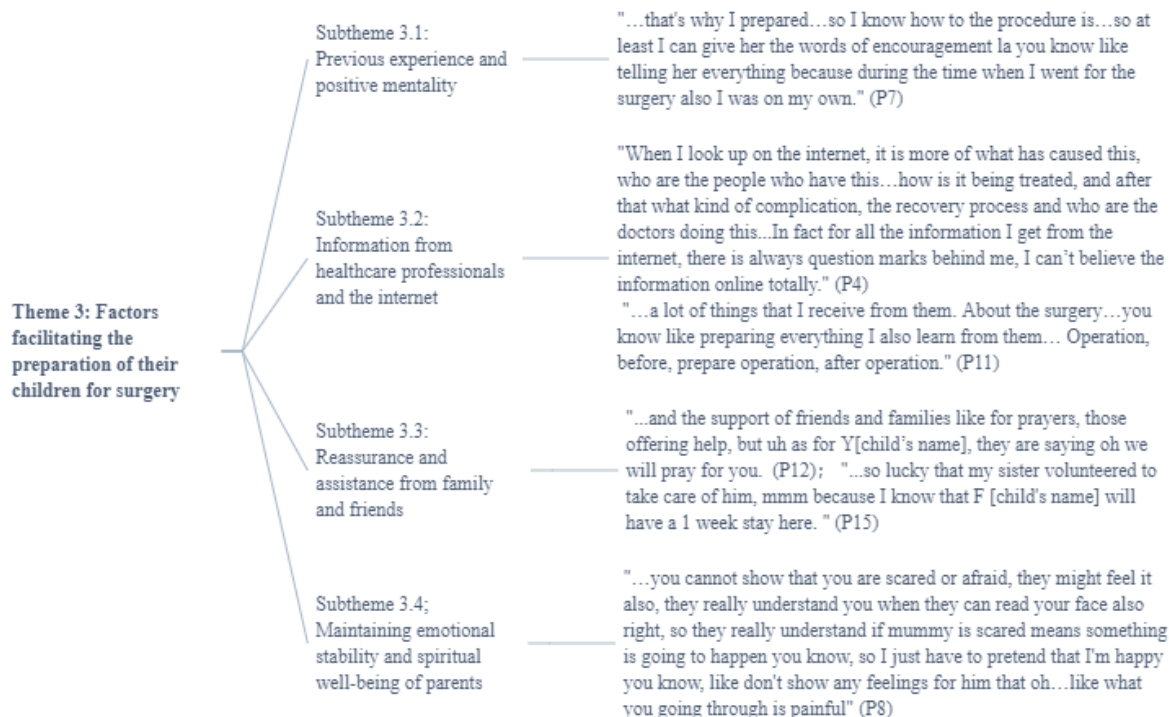 Theme 3: Factors
facilitating the
preparation of their
children for surgery
Subtheme 3.1:
Previous experience and
positive mentality
"…that's why I prepared…so I know how to the procedure is…so at
least I can give her the words of encouragement la you know like
telling her everything because during the time when I went for the
surgery also I was on my own." (P7)
Subtheme 3.2:
Information from
healthcare professionals
and the internet
"When I look up on the internet, it is more of what has caused this,
who are the people who have this…how is it being treated, and after
that what kind of complication, the recovery process and who are the
doctors doing this...In fact for all the information I get from the
internet, there is always question marks behind me, I can’t believe the
information online totally." (P4)
"…a lot of things that I receive from them. About the surgery…you
know like preparing everything I also learn from them… Operation,
before, prepare operation, after operation." (P11)
Subtheme 3.3:
Reassurance and
assistance from family
and friends
"...and the support of friends and families like for prayers, those
offering help, but uh as for Y[child’s name], they are saying oh we
will pray for you. (P12); "...so lucky that my sister volunteered to
take care of him, mmm because I know that F [child's name] will
have a 1 week stay here. " (P15)
Subtheme 3.4;
Maintaining emotional
stability and spiritual
well-being of parents
"…you cannot show that you are scared or afraid, they might feel it
also, they really understand you when they can read your face also
right, so they really understand if mummy is scared means something
is going to happen you know, so I just have to pretend that I'm happy
you know, like don't show any feelings for him that oh…like what
you going through is painful" (P8)